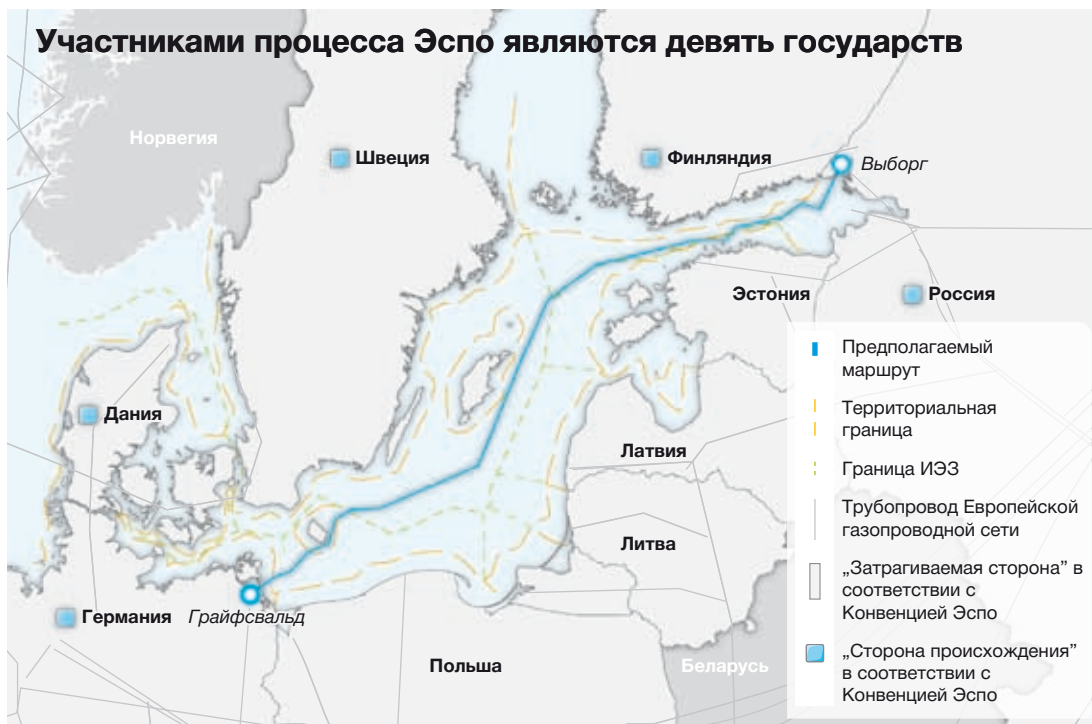 Участниками процесса Эспо являются девять государств
Норвегия
Швеция
Финляндия
Выборг
Эстония
Россия
Дания
Латвия
Литва
Германия
Грайфсвальд
Польша
Беларусь
Предполагаемый
маршрут
Территориальная
граница
Граница ИЭЗ
Трубопровод Европейской
газопроводной сети
„Затрагиваемая сторона” в
соответствии с
Конвенцией Эспо
„Сторона происхождения”
в соответствии с
Конвенцией Эспо